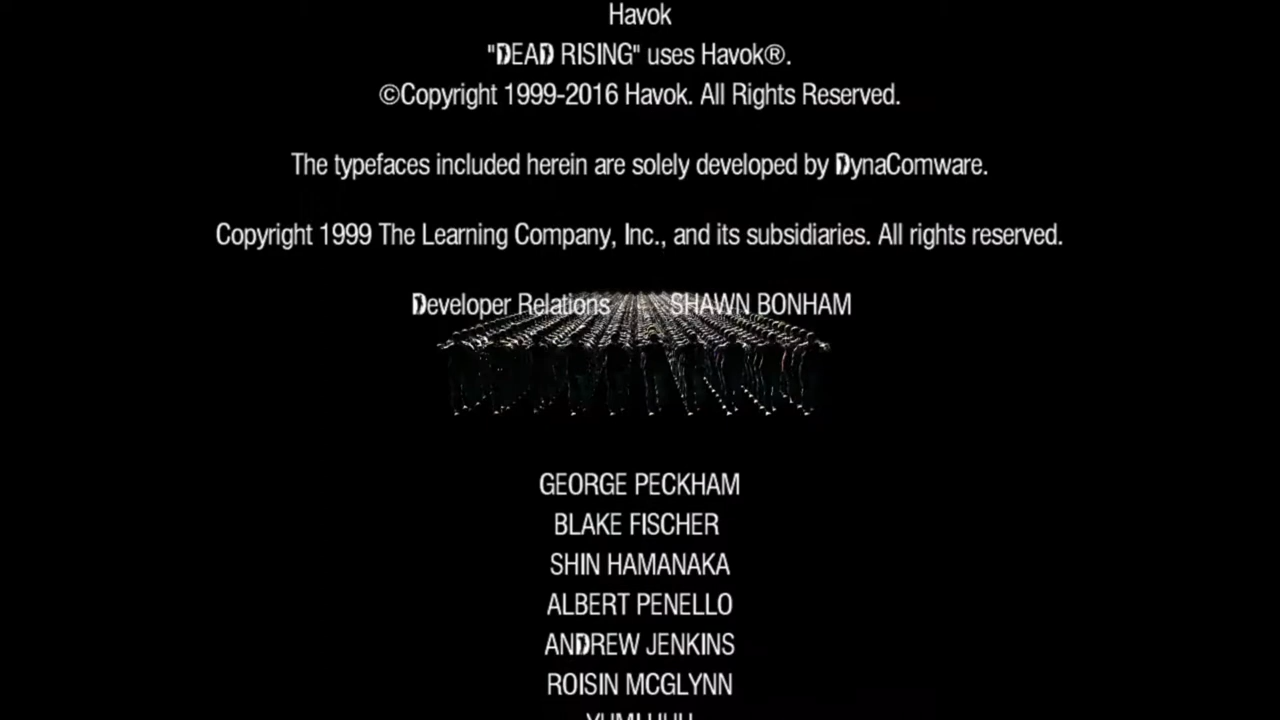 Havok
"DEAD RISING" uses Havok®.
©Copyright 1999-2016 Havok. All Rights Reserved.
The typefaces included herein are solely developed by DynaComware.
Copyright 1999 The Learning Company, Inc., and its subsidiaries. All rights reserved.
Developer Relations SHAWN BONHAM
GEORGE PECKHAM
BLAKE FISCHER
SHIN HAMANAKA
ALBERT PENELLO
ANDREW JENKINS
ROISIN MCGLYNN